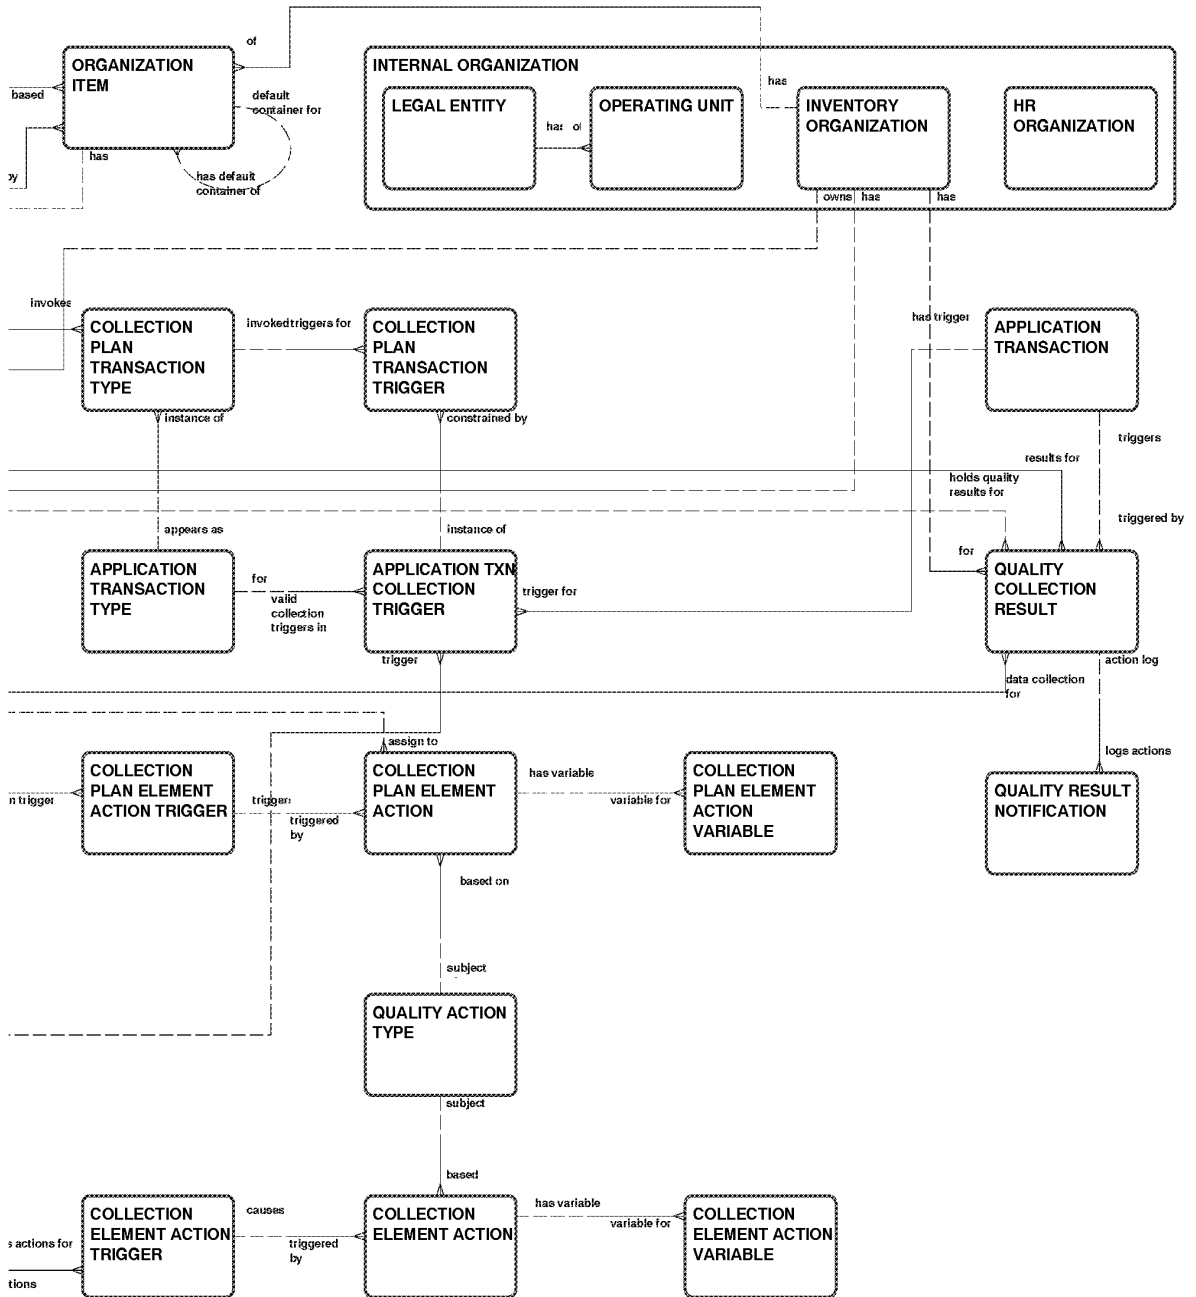 of
ORGANIZATION
ITEM
based
default
container for
has default
container of
has
by
INTERNAL ORGANIZATION
LEGAL ENTITY
has of
OPERATING UNIT
has
INVENTORY
ORGANIZATION
HR
ORGANIZATION
owns has
has
invokes
COLLECTION
PLAN
TRANSACTION
TYPE
invokedtriggers for
COLLECTION
PLAN
TRANSACTION
TRIGGER
has trigger
APPLICATION
TRANSACTION
instance of
constrained by
triggers
results for
holds quality
results for
appears as
instance of
triggered by
APPLICATION
TRANSACTION
TYPE
for
valid
collection
triggers in
APPLICATION TXN
COLLECTION
TRIGGER
trigger for
for
QUALITY
COLLECTION
RESULT
trigger
action log
data collection
for
assign to
logs actions
n trigger
COLLECTION
PLAN ELEMENT
ACTION TRIGGER
triggers
triggered
by
COLLECTION
PLAN ELEMENT
ACTION
has variable
variable for
COLLECTION
PLAN ELEMENT
ACTION
VARIABLE
QUALITY RESULT
NOTIFICATION
based on
subject
QUALITY ACTION
TYPE
subject
based
s actions for
tions
COLLECTION
ELEMENT ACTION
TRIGGER
causes
triggered
by
COLLECTION
ELEMENT ACTION
has variable
variable for
COLLECTION
ELEMENT ACTION
VARIABLE